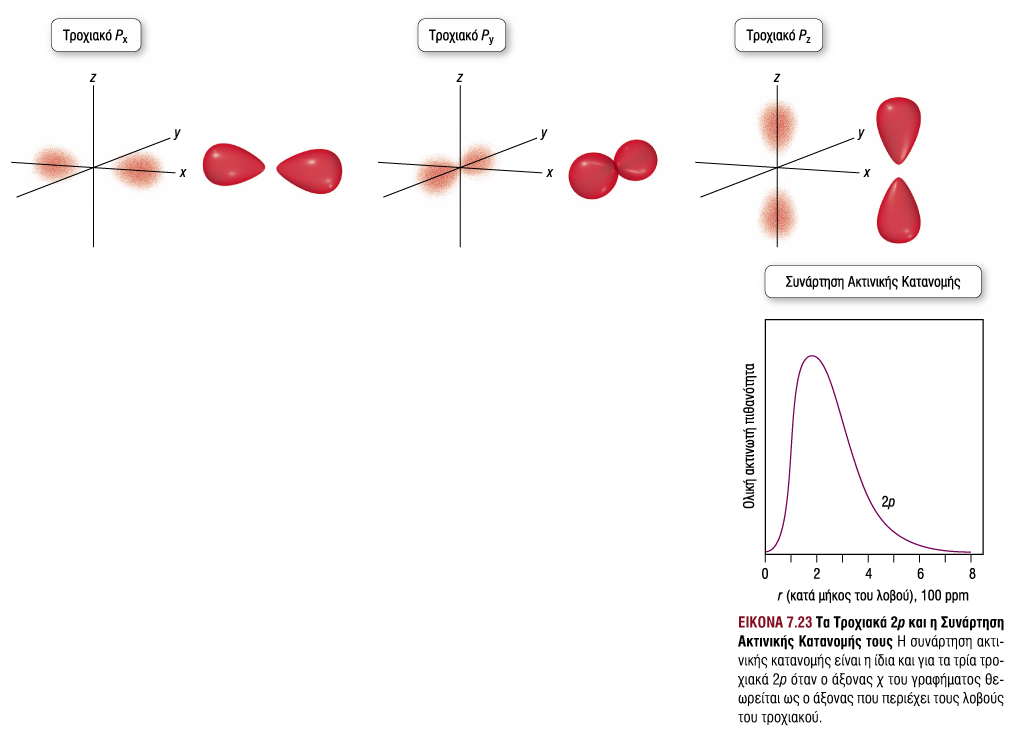 Τροχιακό Px
Τροχιακό Py
Τροχιακό Pz
z
y
x
z
y
x
z
y
x
Συνάρτηση Ακτινικής Κατανομής
Ολική ακτινωτή πιθανότητα
2p
0 2 4 6 8
r (κατά μήκος του λοβού), 100 ppm
ΕΙΚΟΝΑ 7.23 Τα Τροχιακά 2p και η Συνάρτηση
Ακτινικής Κατανομής τους Η συνάρτηση ακτι-
νικής κατανομής είναι η ίδια και για τα τρία τρο-
χιακά 2p όταν ο άξονας χ του γραφήματος θε-
ωρείται ως ο άξονας που περιέχει τους λοβούς
του τροχιακού.